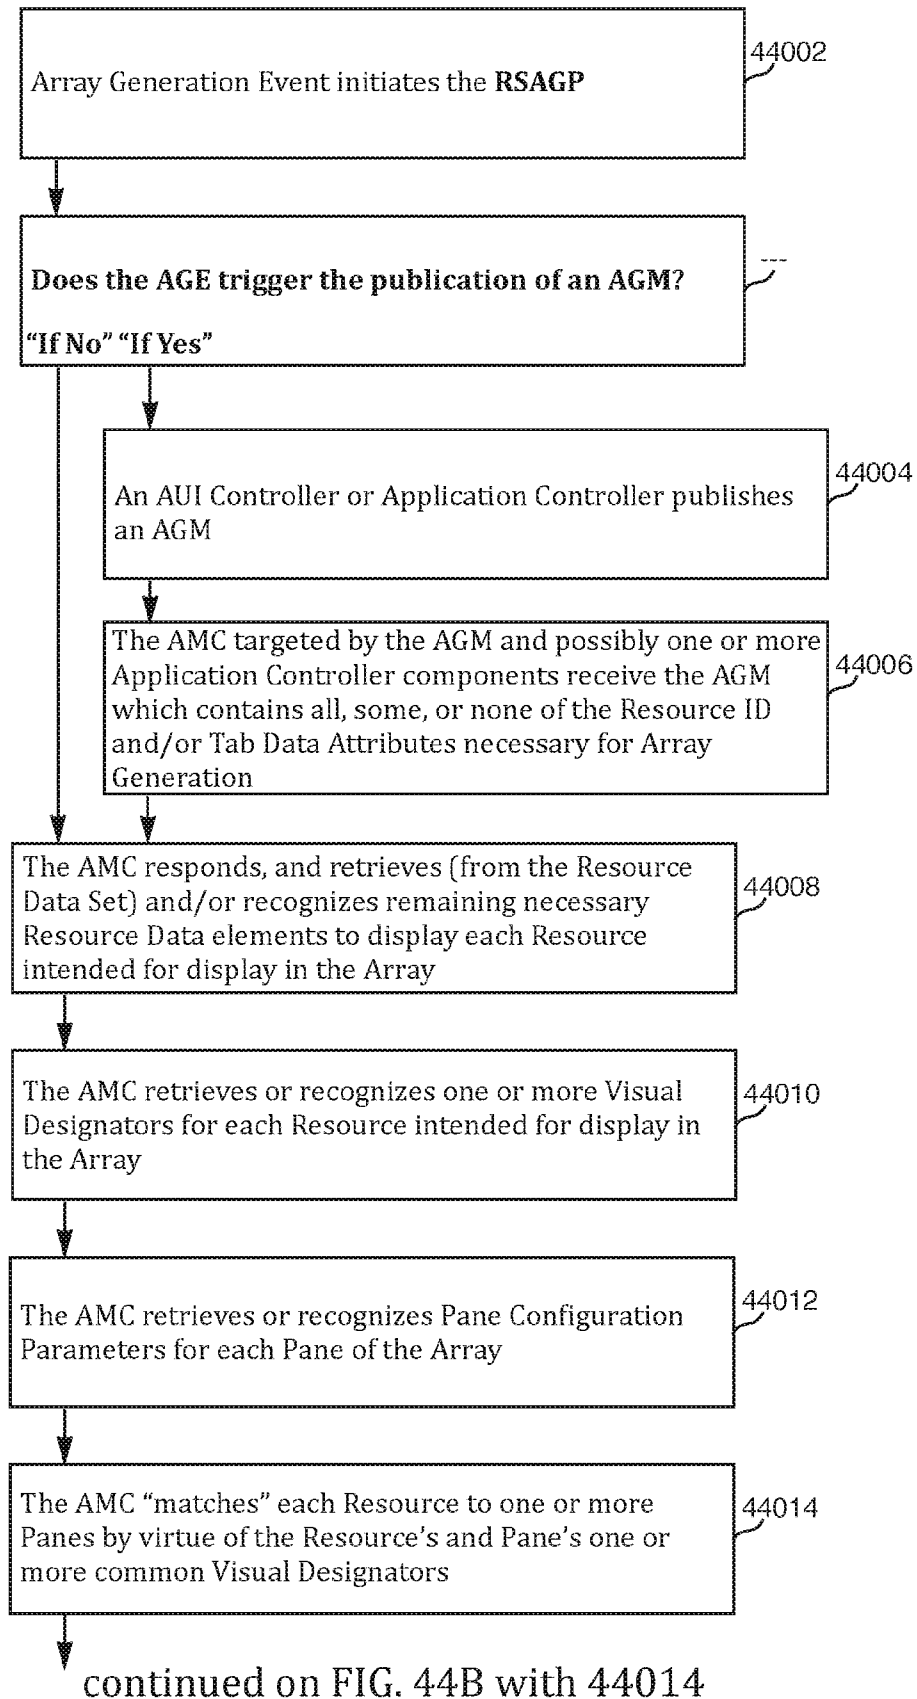 44002
Array Generation Event initiates the RSAGP
---
Does the AGE trigger the publication of an AGM?
“If No” “If Yes”
44004
An AUI Controller or Application Controller publishes
an AGM
44006
The AMC targeted by the AGM and possibly one or more
Application Controller components receive the AGM
which contains all, some, or none of the Resource ID
and/or Tab Data Attributes necessary for Array
Generation
44008
The AMC responds, and retrieves (from the Resource
Data Set) and/or recognizes remaining necessary
Resource Data elements to display each Resource
intended for display in the Array
44010
The AMC retrieves or recognizes one or more Visual
Designators for each Resource intended for display in
the Array
44012
The AMC retrieves or recognizes Pane Configuration
Parameters for each Pane of the Array
44014
The AMC “matches” each Resource to one or more
Panes by virtue of the Resource’s and Pane’s one or
more common Visual Designators
continued on FIG. 44B with 44014